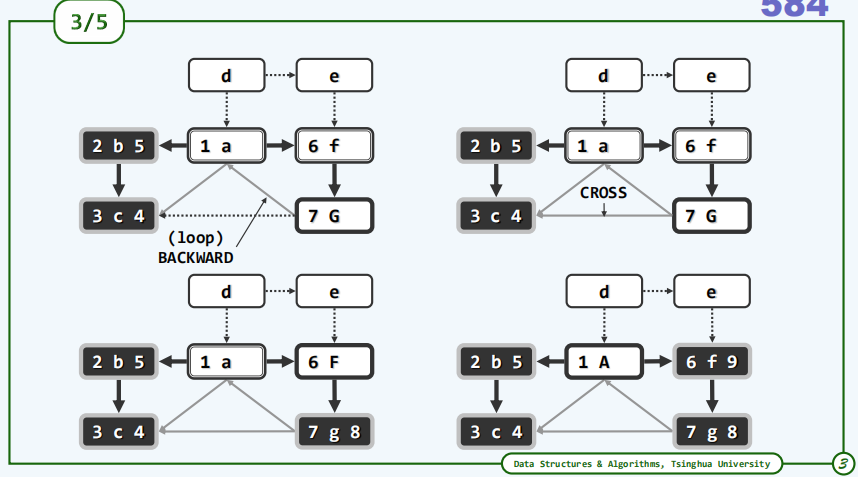 584
3/5
d e
2 b 5 1 a 6 f
3 c 4 7 G
(loop)
BACKWARD
d e
2 b 5 1 a 6 f
CROSS
3 c 4 7 G
d e
2 b 5 1 a 6 F
3 c 4 7 g 8
d e
2 b 5 1 A 6 f 9
3 c 4 7 g 8
Data Structures & Algorithms, Tsinghua University
3